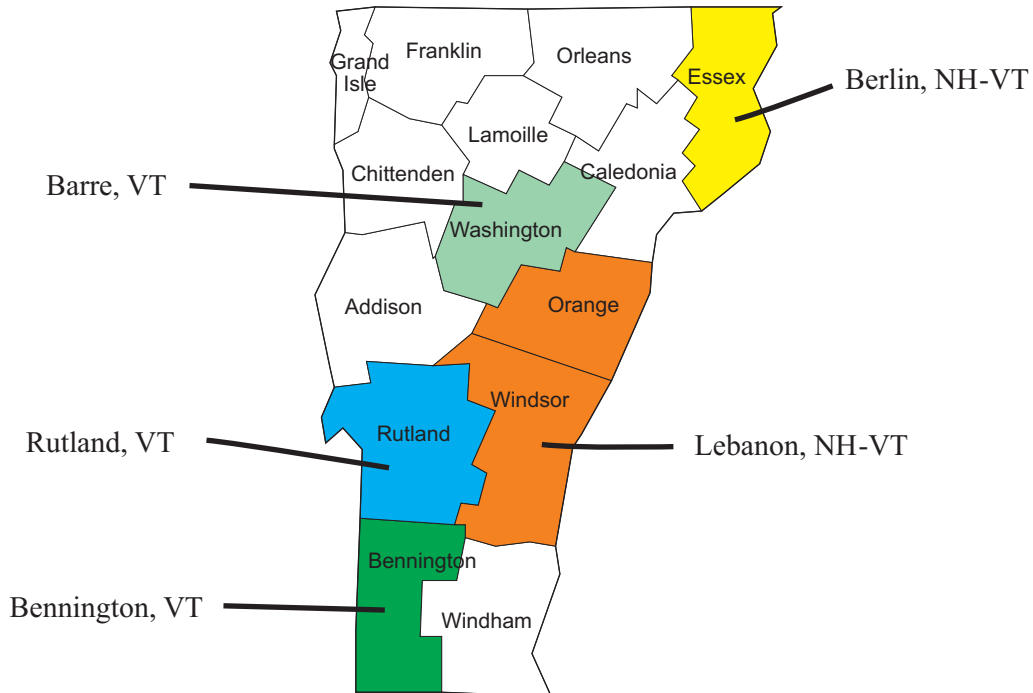 Franklin
Orleans
Grand
Isle
Essex
Berlin, NH-VT
Lamoille
Chittenden
Caledonia
Barre, VT
Washington
Addison
Orange
Windsor
Rutland
Rutland, VT
Lebanon, NH-VT
Bennington
Bennington, VT
Windham